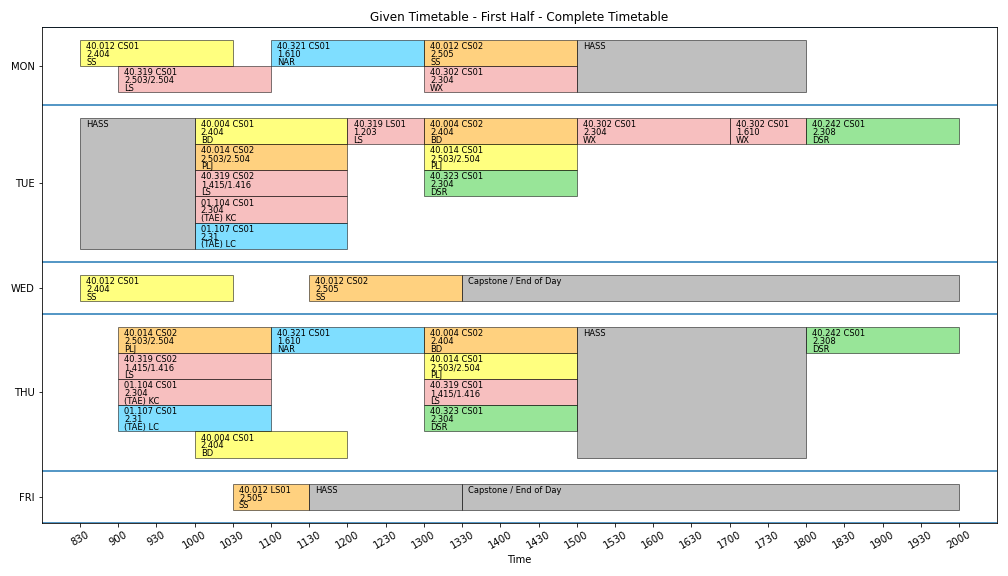 Given Timetable - First Half - Complete Timetable
MON
40.012 CS01
2.404
SS
40.319 CS01
2.503/2.504
LS
40.321 CS01
1.610
NAR
40.012 CS02
2.505
SS
40.302 CS01
2.304
WX
HASS
TUE
HASS
40.004 CS01
2.404
BD
40.014 CS02
2.503/2.504
PLJ
40.319 CS02
1.415/1.416
LS
01.104 CS01
2.304
(TAE) KC
01.107 CS01
2.31
(TAE) LC
40.319 LS01
1.203
LS
40.004 CS02
2.404
BD
40.014 CS01
2.503/2.504
PLJ
40.323 CS01
2.304
DSR
40.302 CS01
2.304
WX
40.302 CS01
1.610
WX
40.242 CS01
2.308
DSR
WED
40.012 CS01
2.404
SS
40.012 CS02
2.505
SS
Capstone / End of Day
THU
40.014 CS02
2.503/2.504
PLJ
40.319 CS02
1.415/1.416
LS
01.104 CS01
2.304
(TAE) KC
01.107 CS01
2.31
(TAE) LC
40.004 CS01
2.404
BD
40.321 CS01
1.610
NAR
40.004 CS02
2.404
BD
40.014 CS01
2.503/2.504
PLJ
40.319 CS01
1.415/1.416
LS
40.323 CS01
2.304
DSR
HASS
40.242 CS01
2.308
DSR
FRI
40.012 LS01
2.505
SS
HASS
Capstone / End of Day
830 900 930 1000 1030 1100 1130 1200 1230 1300 1330 1400 1430 1500 1530 1600 1630 1700 1730 1800 1830 1900 1930 2000
Time